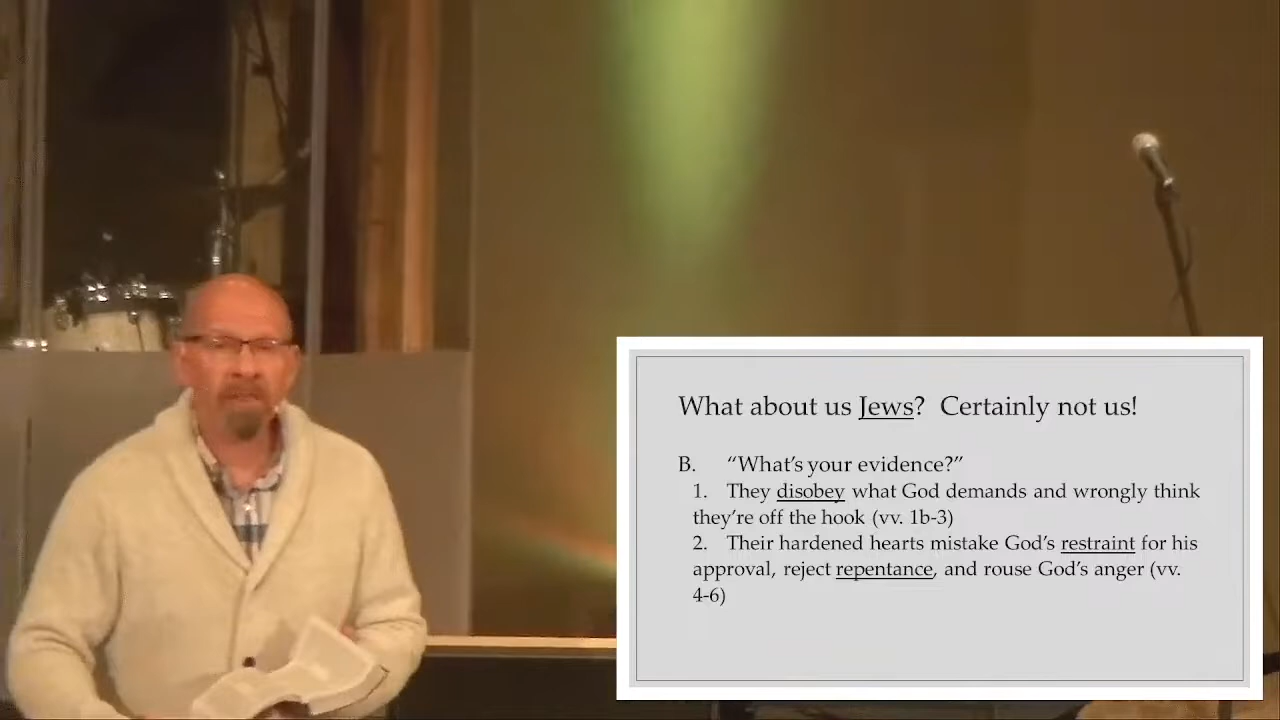 What about us Jews?  Certainly not us!
B. “What’s your evidence?”
1. They disobey what God demands and wrongly think
they’re off the hook (vv. 1b-3)
2. Their hardened hearts mistake God’s restraint for his
approval, reject repentance, and rouse God’s anger (vv.
4-6)